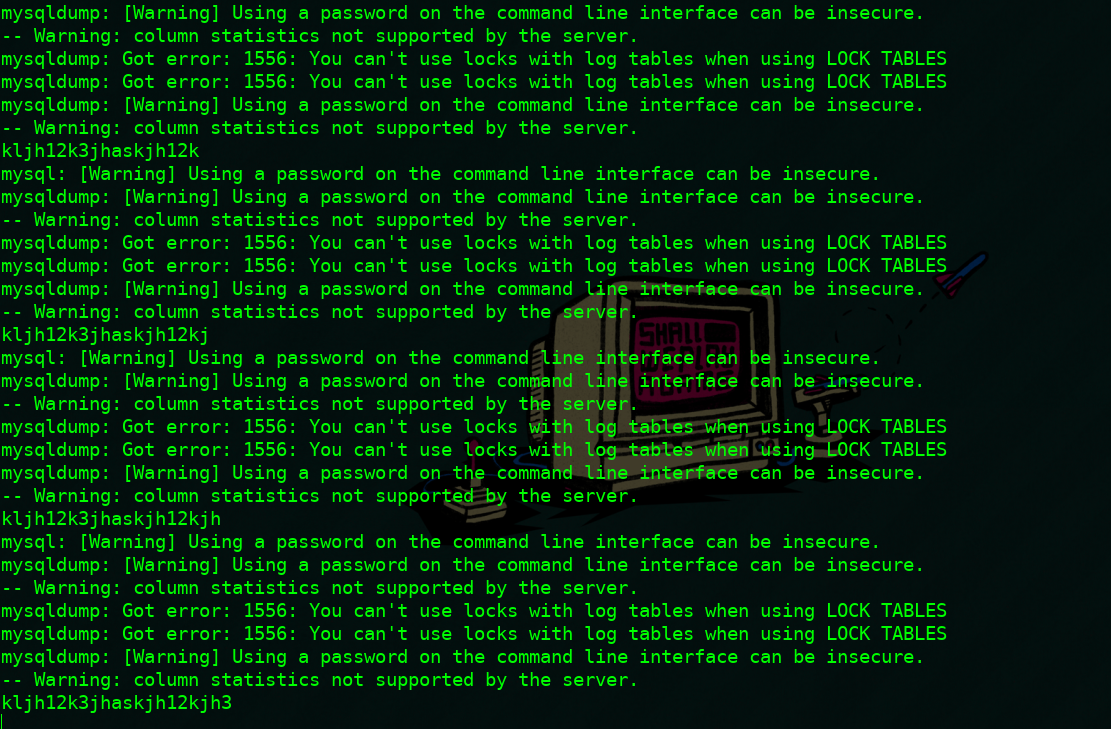 mysqldump: [Warning] Using a password on the command line interface can be insecure.
-- Warning: column statistics not supported by the server.
mysqldump: Got error: 1556: You can't use locks with log tables when using LOCK TABLES
mysqldump: Got error: 1556: You can't use locks with log tables when using LOCK TABLES
mysqldump: [Warning] Using a password on the command line interface can be insecure.
-- Warning: column statistics not supported by the server.
kljh12k3jhaskjh12k
mysql: [Warning] Using a password on the command line interface can be insecure.
mysqldump: [Warning] Using a password on the command line interface can be insecure.
-- Warning: column statistics not supported by the server.
mysqldump: Got error: 1556: You can't use locks with log tables when using LOCK TABLES
mysqldump: Got error: 1556: You can't use locks with log tables when using LOCK TABLES
mysqldump: [Warning] Using a password on the command line interface can be insecure.
-- Warning: column statistics not supported by the server.
kljh12k3jhaskjh12kj
mysql: [Warning] Using a password on the command line interface can be insecure.
mysqldump: [Warning] Using a password on the command line interface can be insecure.
-- Warning: column statistics not supported by the server.
mysqldump: Got error: 1556: You can't use locks with log tables when using LOCK TABLES
mysqldump: Got error: 1556: You can't use locks with log tables when using LOCK TABLES
mysqldump: [Warning] Using a password on the command line interface can be insecure.
-- Warning: column statistics not supported by the server.
kljh12k3jhaskjh12kjh
mysql: [Warning] Using a password on the command line interface can be insecure.
mysqldump: [Warning] Using a password on the command line interface can be insecure.
-- Warning: column statistics not supported by the server.
mysqldump: Got error: 1556: You can't use locks with log tables when using LOCK TABLES
mysqldump: Got error: 1556: You can't use locks with log tables when using LOCK TABLES
mysqldump: [Warning] Using a password on the command line interface can be insecure.
-- Warning: column statistics not supported by the server.
kljh12k3jhaskjh12kjh3
SHALL